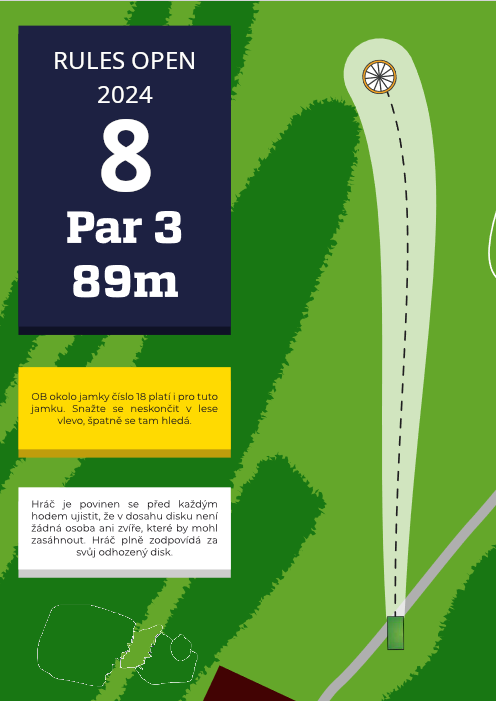 RULES OPEN
2024
8
Par 3
89m
OB okolo jamky číslo 18 platí i pro tuto
jamku. Snažte se neskončit v lese
vlevo, špatně se tam hledá.
Hráč je povinen se před každým
hodem ujistit, že v dosahu disku není
žádná osoba ani zvíře, které by mohl
zasáhnout. Hráč plně zodpovídá za
svůj odhozený disk.